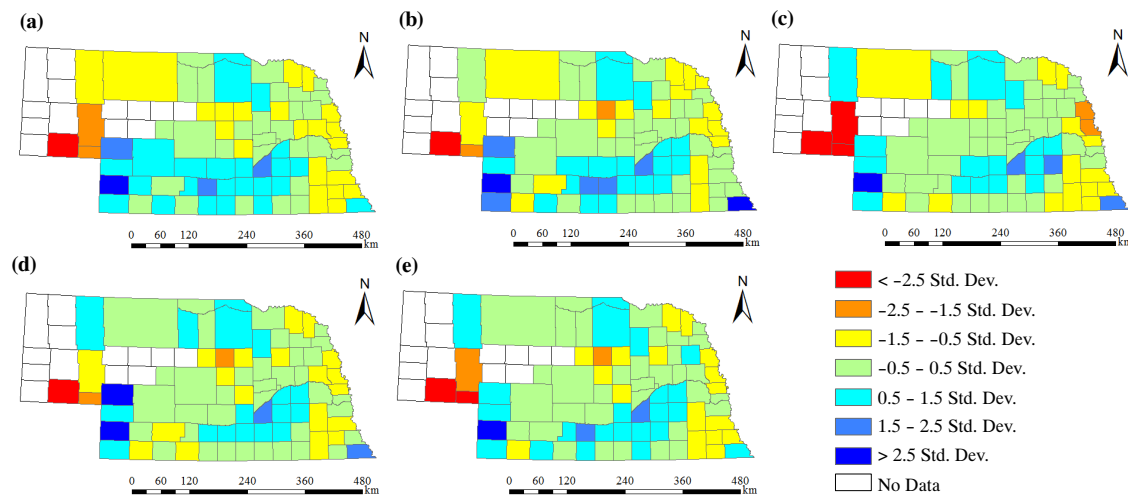 (a)
N
0 60 120 240 360 480
km
(b)
N
0 60 120 240 360 480
km
(c)
N
0 60 120 240 360 480
km
(d)
N
0 60 120 240 360 480
km
(e)
N
0 60 120 240 360 480
km
< −2.5 Std. Dev.
−2.5 – −1.5 Std. Dev.
−1.5 – −0.5 Std. Dev.
−0.5 – 0.5 Std. Dev.
0.5 – 1.5 Std. Dev.
1.5 – 2.5 Std. Dev.
> 2.5 Std. Dev.
No Data